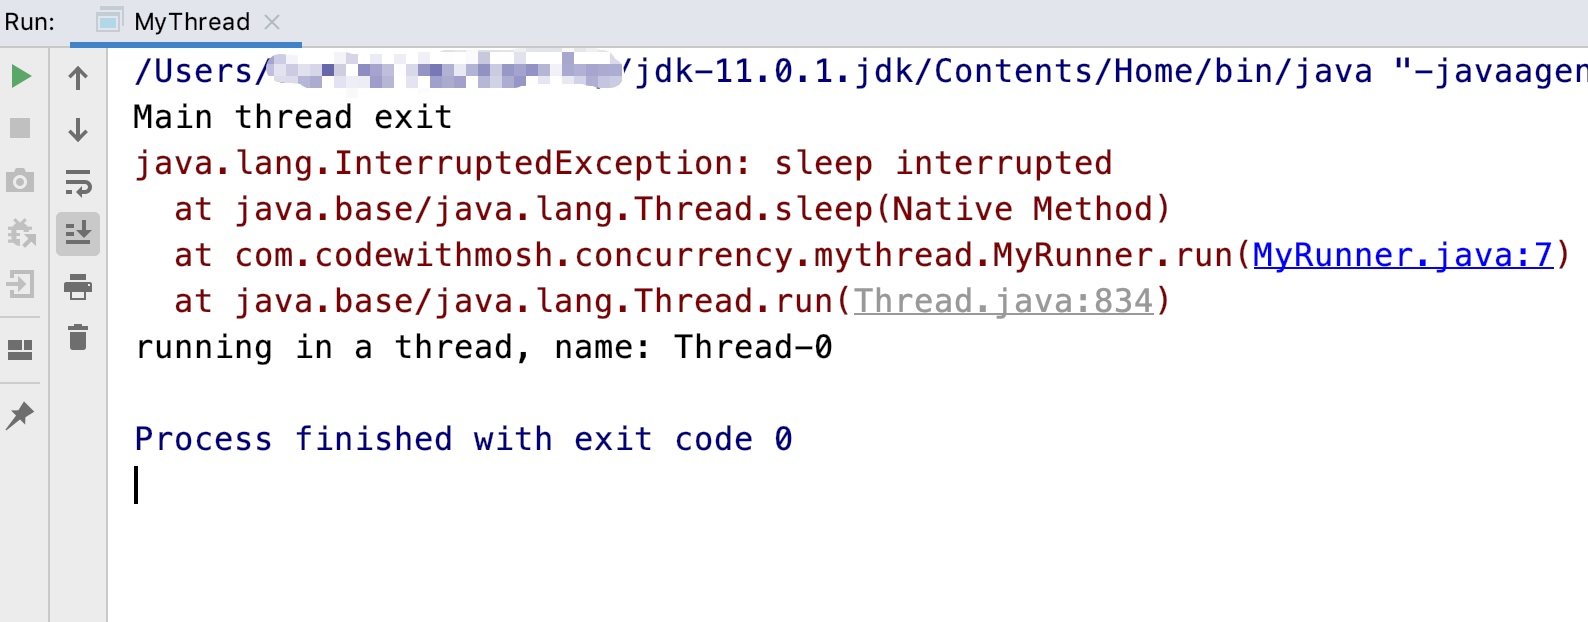 Run: MyThread
/Users/ /jdk-11.0.1.jdk/Contents/Home/bin/java "-javaagen
Main thread exit
java.lang.InterruptedException: sleep interrupted
at java.base/java.lang.Thread.sleep(Native Method)
at com.codewithmosh.concurrency.mythread.MyRunner.run(MyRunner.java:7)
at java.base/java.lang.Thread.run(Thread.java:834)
running in a thread, name: Thread-0
Process finished with exit code 0